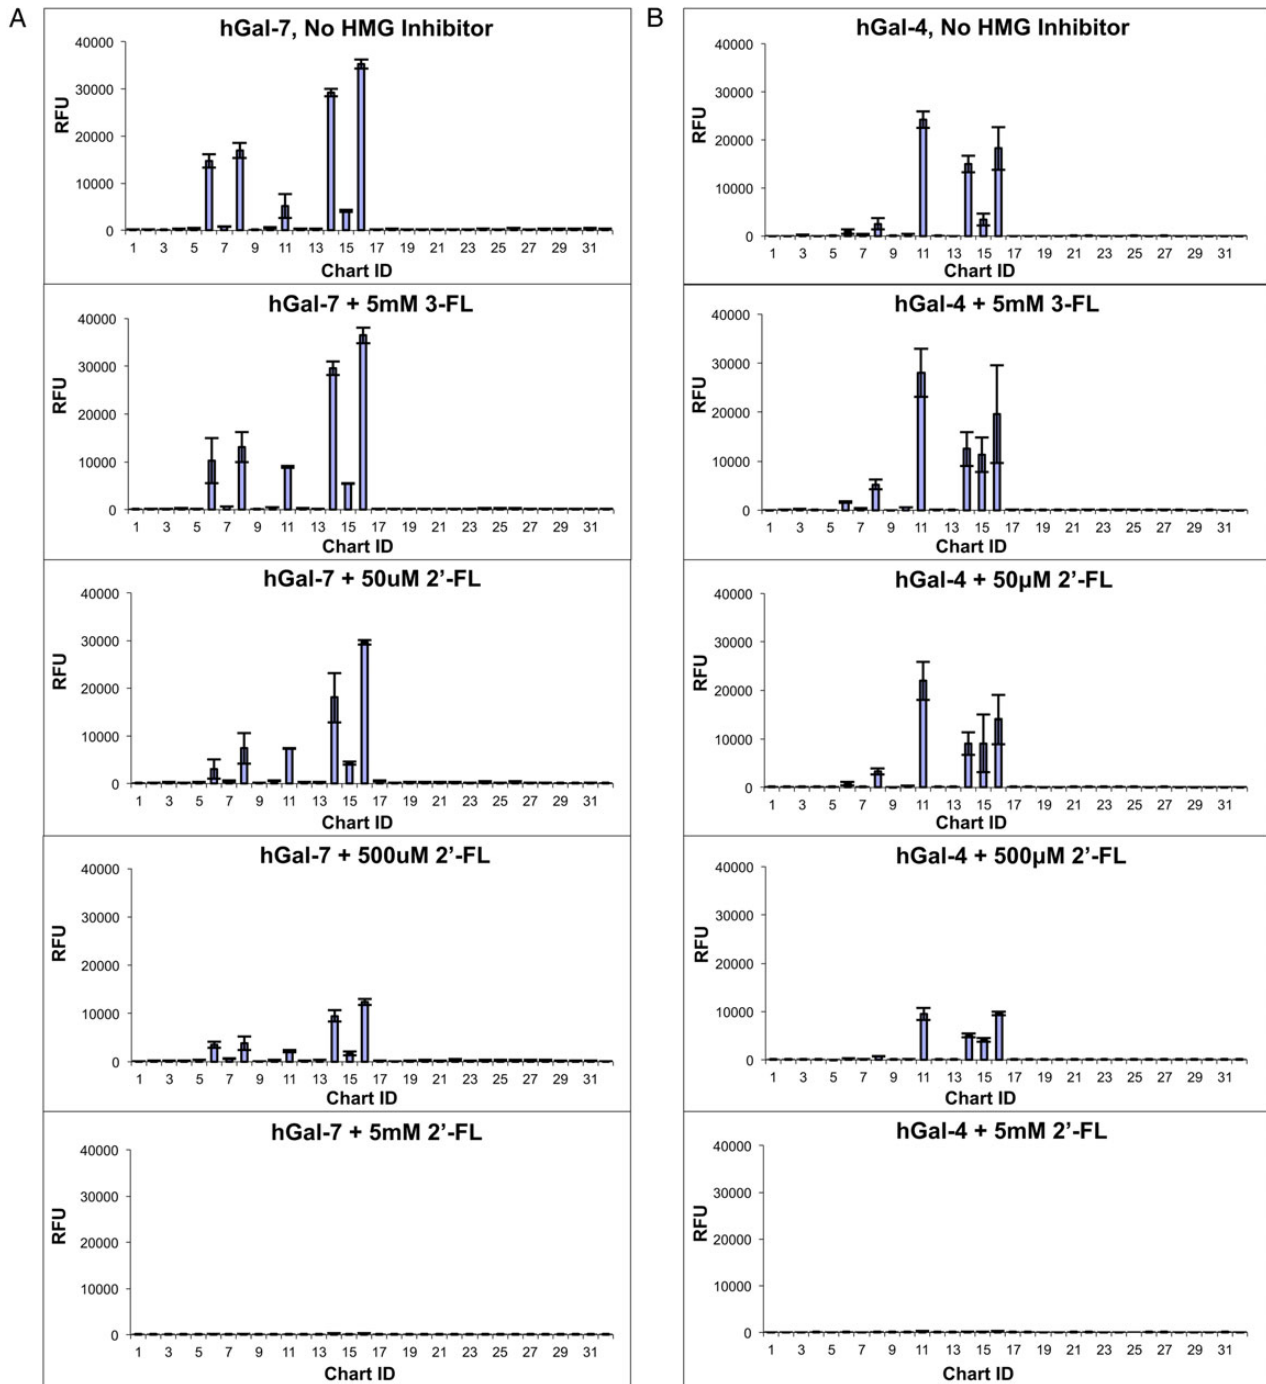 A
hGal-7, No HMG Inhibitor
40000
30000
20000
10000
0
RFU
1 3 5 7 9 11 13 15 17 19 21 23 25 27 29 31
Chart ID
hGal-7 + 5mM 3-FL
40000
30000
20000
10000
0
RFU
1 3 5 7 9 11 13 15 17 19 21 23 25 27 29 31
Chart ID
hGal-7 + 50uM 2’-FL
40000
30000
20000
10000
0
RFU
1 3 5 7 9 11 13 15 17 19 21 23 25 27 29 31
Chart ID
hGal-7 + 500uM 2’-FL
40000
30000
20000
10000
0
RFU
1 3 5 7 9 11 13 15 17 19 21 23 25 27 29 31
Chart ID
hGal-7 + 5mM 2’-FL
40000
30000
20000
10000
0
RFU
1 3 5 7 9 11 13 15 17 19 21 23 25 27 29 31
Chart ID
B
hGal-4, No HMG Inhibitor
40000
30000
20000
10000
0
RFU
1 3 5 7 9 11 13 15 17 19 21 23 25 27 29 31
Chart ID
hGal-4 + 5mM 3-FL
40000
30000
20000
10000
0
RFU
1 3 5 7 9 11 13 15 17 19 21 23 25 27 29 31
Chart ID
hGal-4 + 50µM 2’-FL
40000
30000
20000
10000
0
RFU
1 3 5 7 9 11 13 15 17 19 21 23 25 27 29 31
Chart ID
hGal-4 + 500µM 2’-FL
40000
30000
20000
10000
0
RFU
1 3 5 7 9 11 13 15 17 19 21 23 25 27 29 31
Chart ID
hGal-4 + 5mM 2’-FL
40000
30000
20000
10000
0
RFU
1 3 5 7 9 11 13 15 17 19 21 23 25 27 29 31
Chart ID